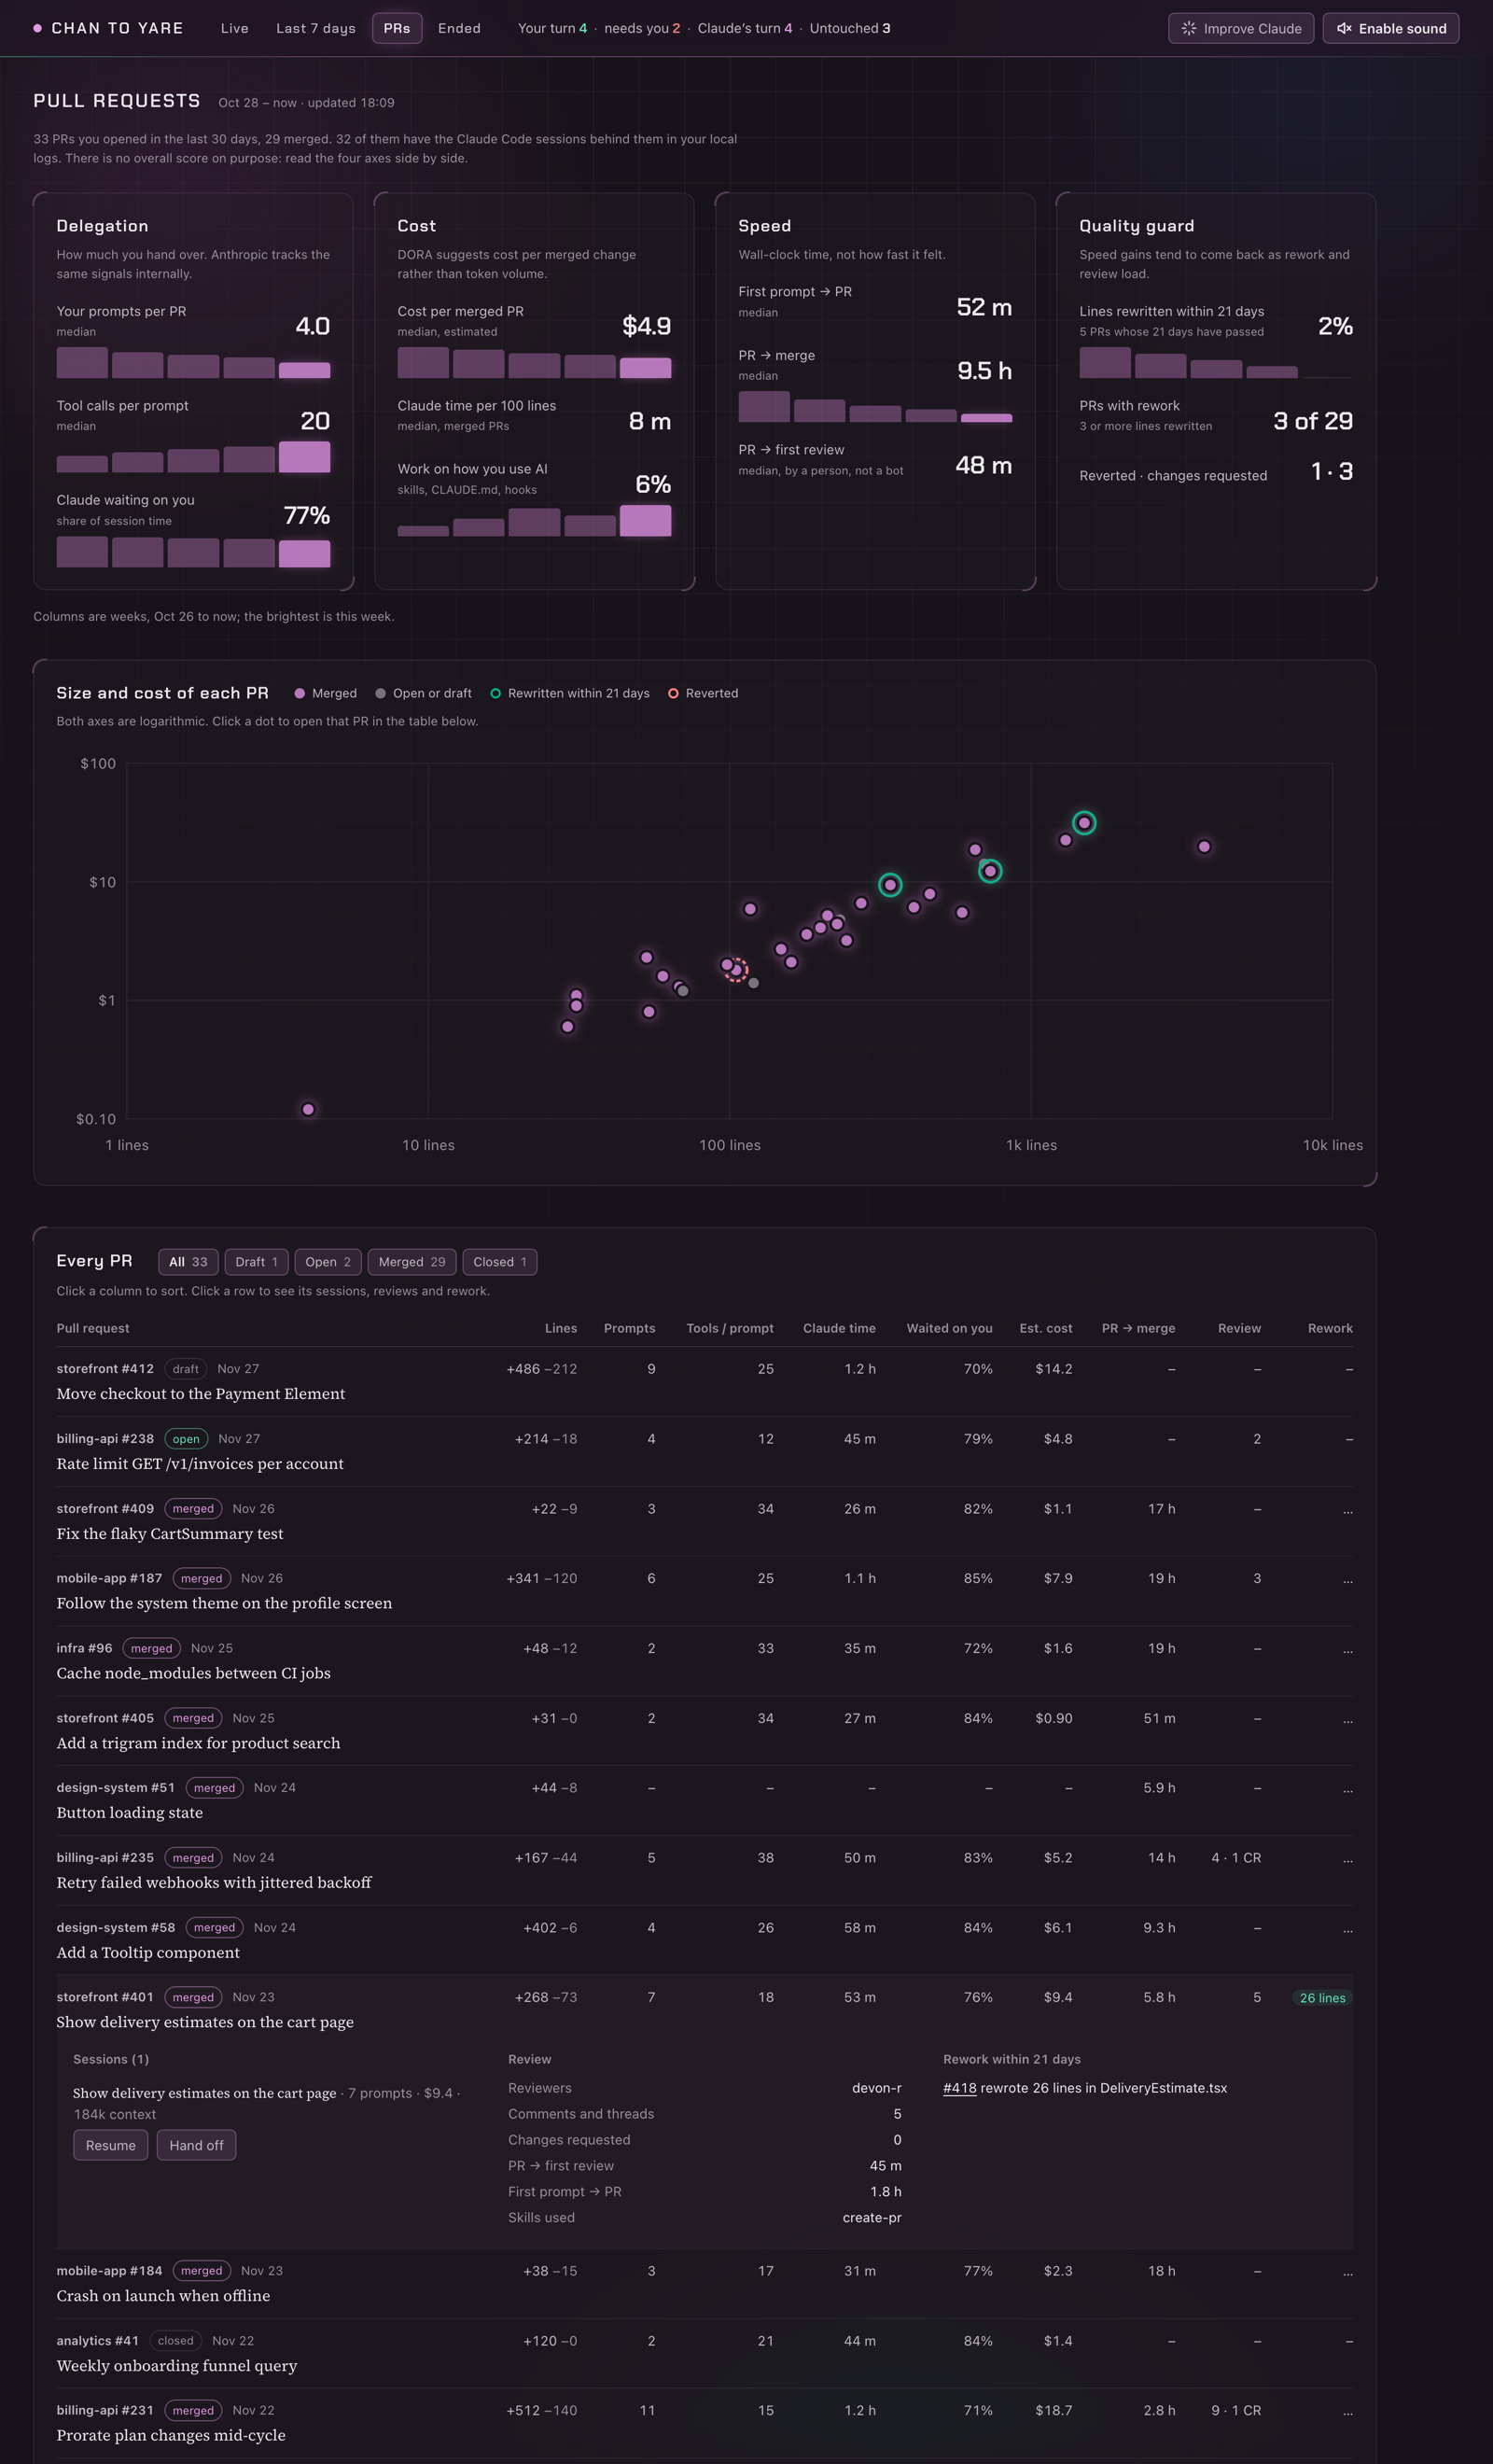 CHAN TO YARE
Live
Last 7 days
PRs
Ended
Your turn 4 · needs you 2 · Claude's turn 4 · Untouched 3
Improve Claude
Enable sound
PULL REQUESTS
Oct 28 – now · updated 18:09
33 PRs you opened in the last 30 days, 29 merged. 32 of them have the Claude Code sessions behind them in your local
logs. There is no overall score on purpose: read the four axes side by side.
Delegation
How much you hand over. Anthropic tracks the
same signals internally.
Your prompts per PR
median
4.0
Tool calls per prompt
median
20
Claude waiting on you
share of session time
77%
Cost
DORA suggests cost per merged change
rather than token volume.
Cost per merged PR
median, estimated
$4.9
Claude time per 100 lines
median, merged PRs
8 m
Work on how you use AI
skills, CLAUDE.md, hooks
6%
Speed
Wall-clock time, not how fast it felt.
First prompt → PR
median
52 m
PR → merge
median
9.5 h
PR → first review
median, by a person, not a bot
48 m
Quality guard
Speed gains tend to come back as rework and
review load.
Lines rewritten within 21 days
5 PRs whose 21 days have passed
2%
PRs with rework
3 or more lines rewritten
3 of 29
Reverted · changes requested
1 · 3
Columns are weeks, Oct 26 to now; the brightest is this week.
Size and cost of each PR
Merged
Open or draft
Rewritten within 21 days
Reverted
Both axes are logarithmic. Click a dot to open that PR in the table below.
$100
$10
$1
$0.10
1 lines
10 lines
100 lines
1k lines
10k lines
Every PR
All 33
Draft 1
Open 2
Merged 29
Closed 1
Click a column to sort. Click a row to see its sessions, reviews and rework.
Pull request Lines Prompts Tools / prompt Claude time Waited on you Est. cost PR → merge Review Rework
storefront #412 draft Nov 27 +486 −212 9 25 1.2 h 70% $14.2 – – –
Move checkout to the Payment Element
billing-api #238 open Nov 27 +214 −18 4 12 45 m 79% $4.8 – 2 –
Rate limit GET /v1/invoices per account
storefront #409 merged Nov 26 +22 −9 3 34 26 m 82% $1.1 17 h – …
Fix the flaky CartSummary test
mobile-app #187 merged Nov 26 +341 −120 6 25 1.1 h 85% $7.9 19 h 3 …
Follow the system theme on the profile screen
infra #96 merged Nov 25 +48 −12 2 33 35 m 72% $1.6 19 h – …
Cache node_modules between CI jobs
storefront #405 merged Nov 25 +31 −0 2 34 27 m 84% $0.90 51 m – …
Add a trigram index for product search
design-system #51 merged Nov 24 +44 −8 – – – – – 5.9 h – …
Button loading state
billing-api #235 merged Nov 24 +167 −44 5 38 50 m 83% $5.2 14 h 4 · 1 CR …
Retry failed webhooks with jittered backoff
design-system #58 merged Nov 24 +402 −6 4 26 58 m 84% $6.1 9.3 h – …
Add a Tooltip component
storefront #401 merged Nov 23 +268 −73 7 18 53 m 76% $9.4 5.8 h 5 26 lines
Show delivery estimates on the cart page
Sessions (1)
Show delivery estimates on the cart page · 7 prompts · $9.4 ·
184k context
Resume
Hand off
Review
Reviewers devon-r
Comments and threads 5
Changes requested 0
PR → first review 45 m
First prompt → PR 1.8 h
Skills used create-pr
Rework within 21 days
#418 rewrote 26 lines in DeliveryEstimate.tsx
mobile-app #184 merged Nov 23 +38 −15 3 17 31 m 77% $2.3 18 h – …
Crash on launch when offline
analytics #41 closed Nov 22 +120 −0 2 21 44 m 84% $1.4 – – –
Weekly onboarding funnel query
billing-api #231 merged Nov 22 +512 −140 11 15 1.2 h 71% $18.7 2.8 h 9 · 1 CR …
Prorate plan changes mid-cycle